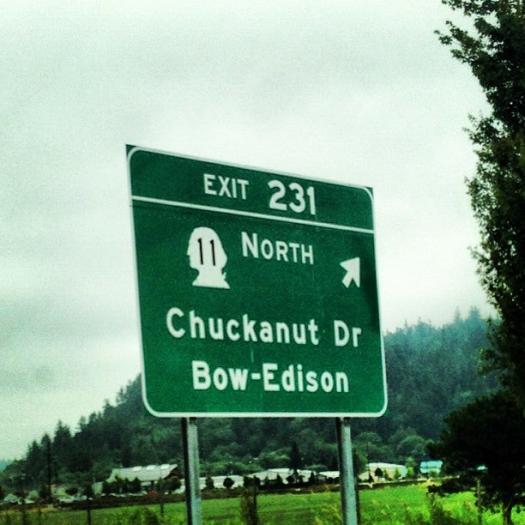 EXIT 231
11 NORTH
Chuckanut Dr
Bow-Edison